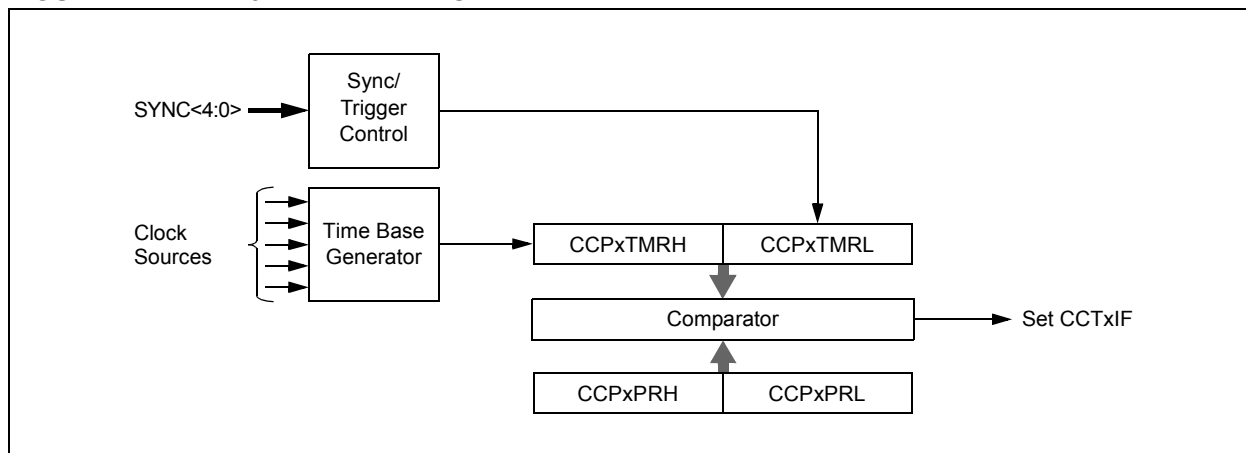 Sync/
Trigger
Control
SYNC<4:0>
Clock
Sources
Time Base
Generator
CCPxTMRH
CCPxTMRL
Comparator
Set CCTxIF
CCPxPRH
CCPxPRL